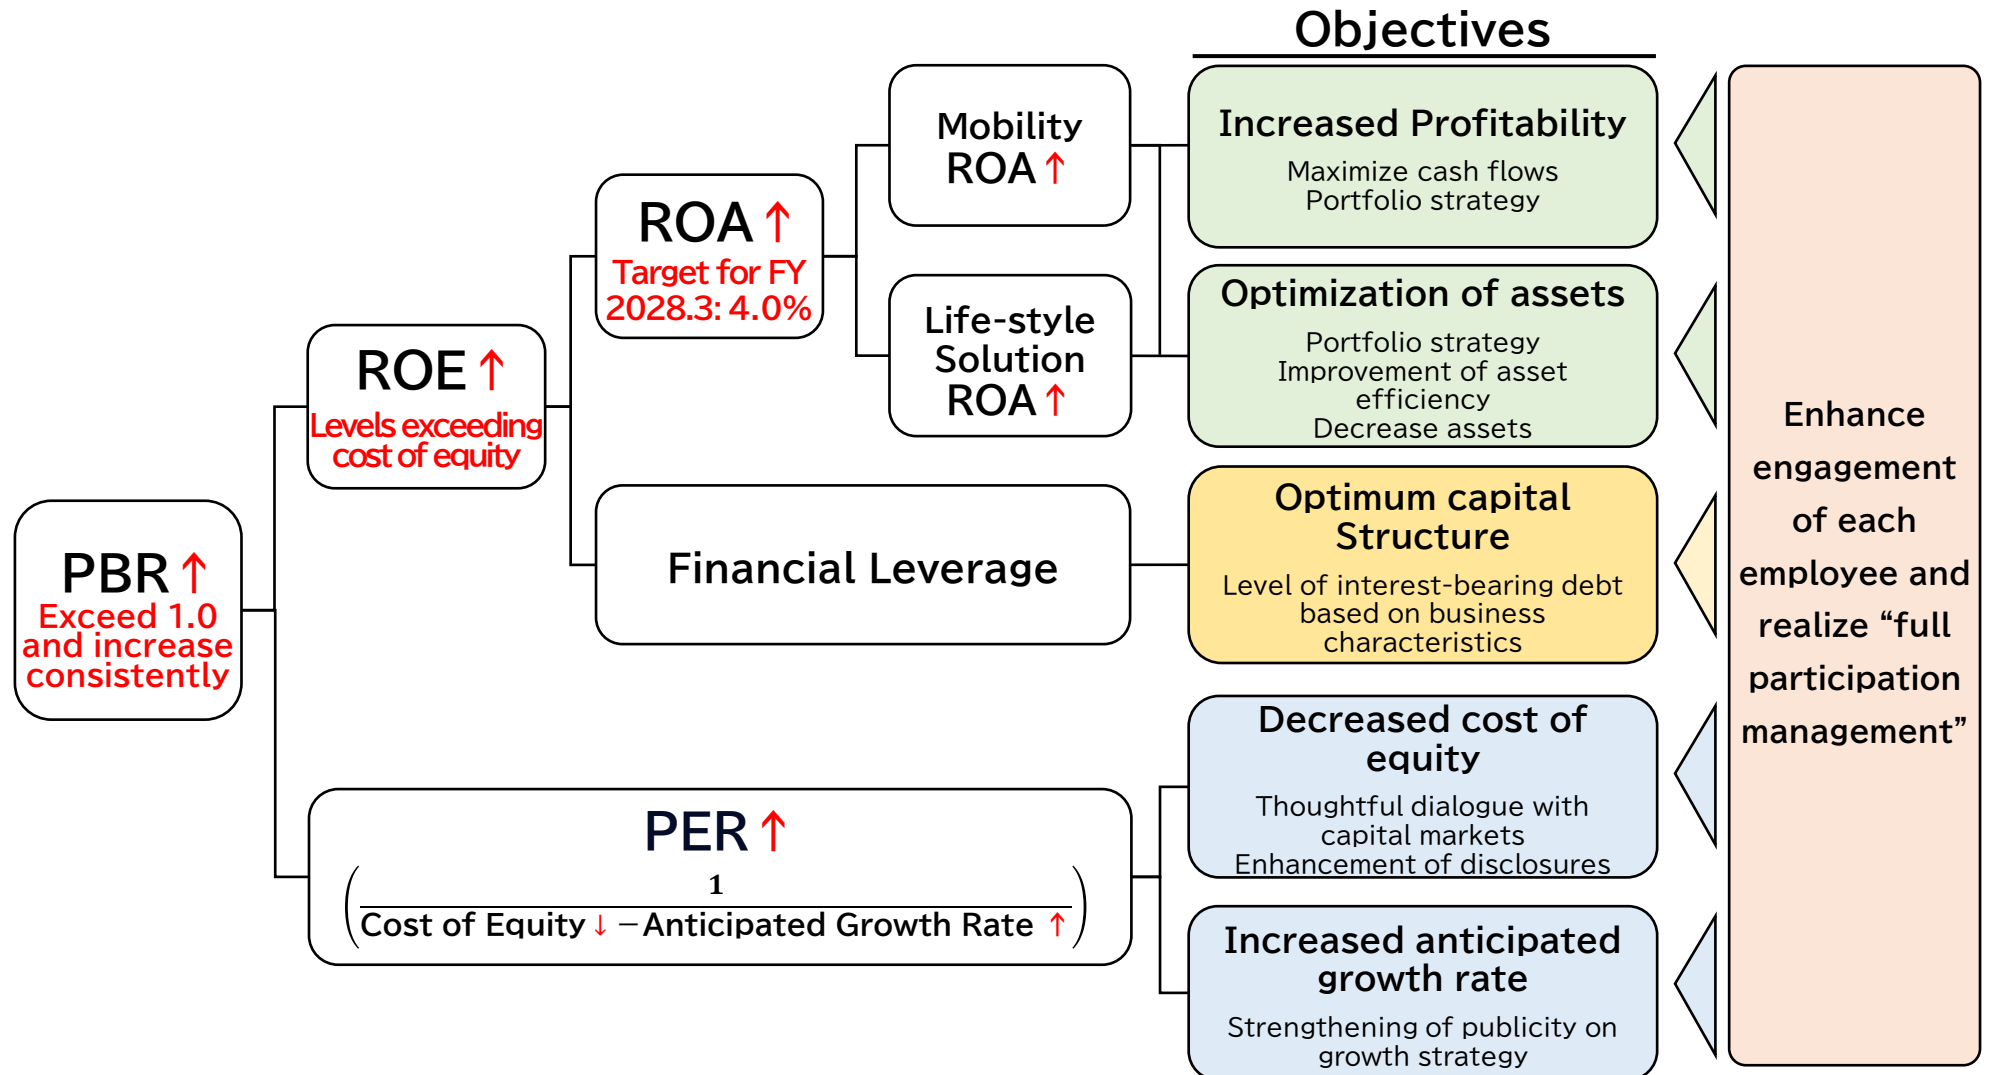 Objectives
PBR ↑
Exceed 1.0
and increase
consistently
ROE ↑
Levels exceeding
cost of equity
ROA ↑
Target for FY
2028.3: 4.0%
Mobility
ROA ↑
Life-style
Solution
ROA ↑
Financial Leverage
PER ↑
1
Cost of Equity ↓ −Anticipated Growth Rate ↑
Increased Profitability
Maximize cash flows
Portfolio strategy
Optimization of assets
Portfolio strategy
Improvement of asset
efficiency
Decrease assets
Optimum capital
Structure
Level of interest-bearing debt
based on business
characteristics
Decreased cost of
equity
Thoughtful dialogue with
capital markets
Enhancement of disclosures
Increased anticipated
growth rate
Strengthening of publicity on
growth strategy
Enhance
engagement
of each
employee and
realize “full
participation
management”